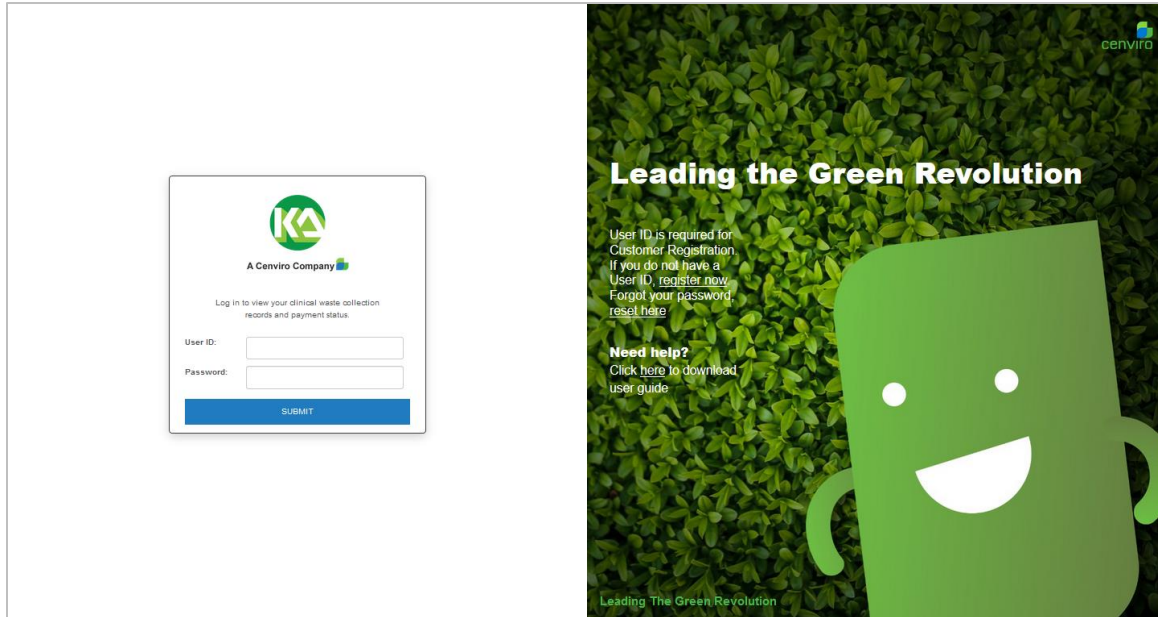 KA
A Cenviro Company
Log in to view your clinical waste collection
records and payment status.
User ID:
Password:
SUBMIT
cenviro
Leading the Green Revolution
User ID is required for
Customer Registration
If you do not have a
User ID, register now.
Forgot your password,
reset here
Need help?
Click here to download
user guide
Leading The Green Revolution